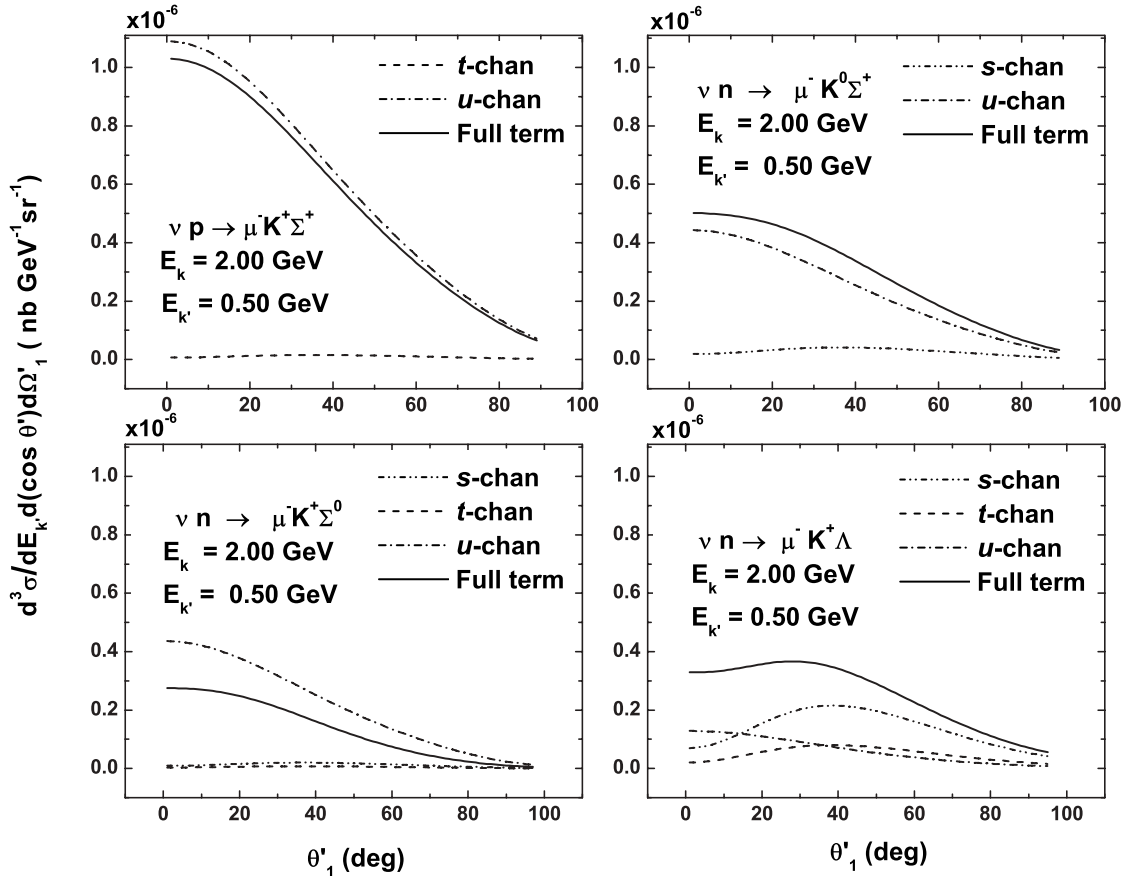 d³σ/dE_k' d(cos θ')dΩ'₁ ( nb GeV⁻¹sr⁻¹)
x10⁻⁶
1.0
0.8
0.6
0.4
0.2
0.0
0 20 40 60 80 100
t-chan
u-chan
Full term
ν p → μ⁻K⁺Σ⁺
E_k = 2.00 GeV
E_k' = 0.50 GeV
x10⁻⁶
1.0
0.8
0.6
0.4
0.2
0.0
0 20 40 60 80 100
s-chan
u-chan
Full term
ν n → μ⁻ K⁰Σ⁺
E_k = 2.00 GeV
E_k' = 0.50 GeV
x10⁻⁶
1.0
0.8
0.6
0.4
0.2
0.0
0 20 40 60 80 100
s-chan
t-chan
u-chan
Full term
ν n → μ⁻K⁺Σ⁰
E_k = 2.00 GeV
E_k' = 0.50 GeV
θ'₁ (deg)
x10⁻⁶
1.0
0.8
0.6
0.4
0.2
0.0
0 20 40 60 80 100
s-chan
t-chan
u-chan
Full term
ν n → μ⁻ K⁺Λ
E_k = 2.00 GeV
E_k' = 0.50 GeV
θ'₁ (deg)